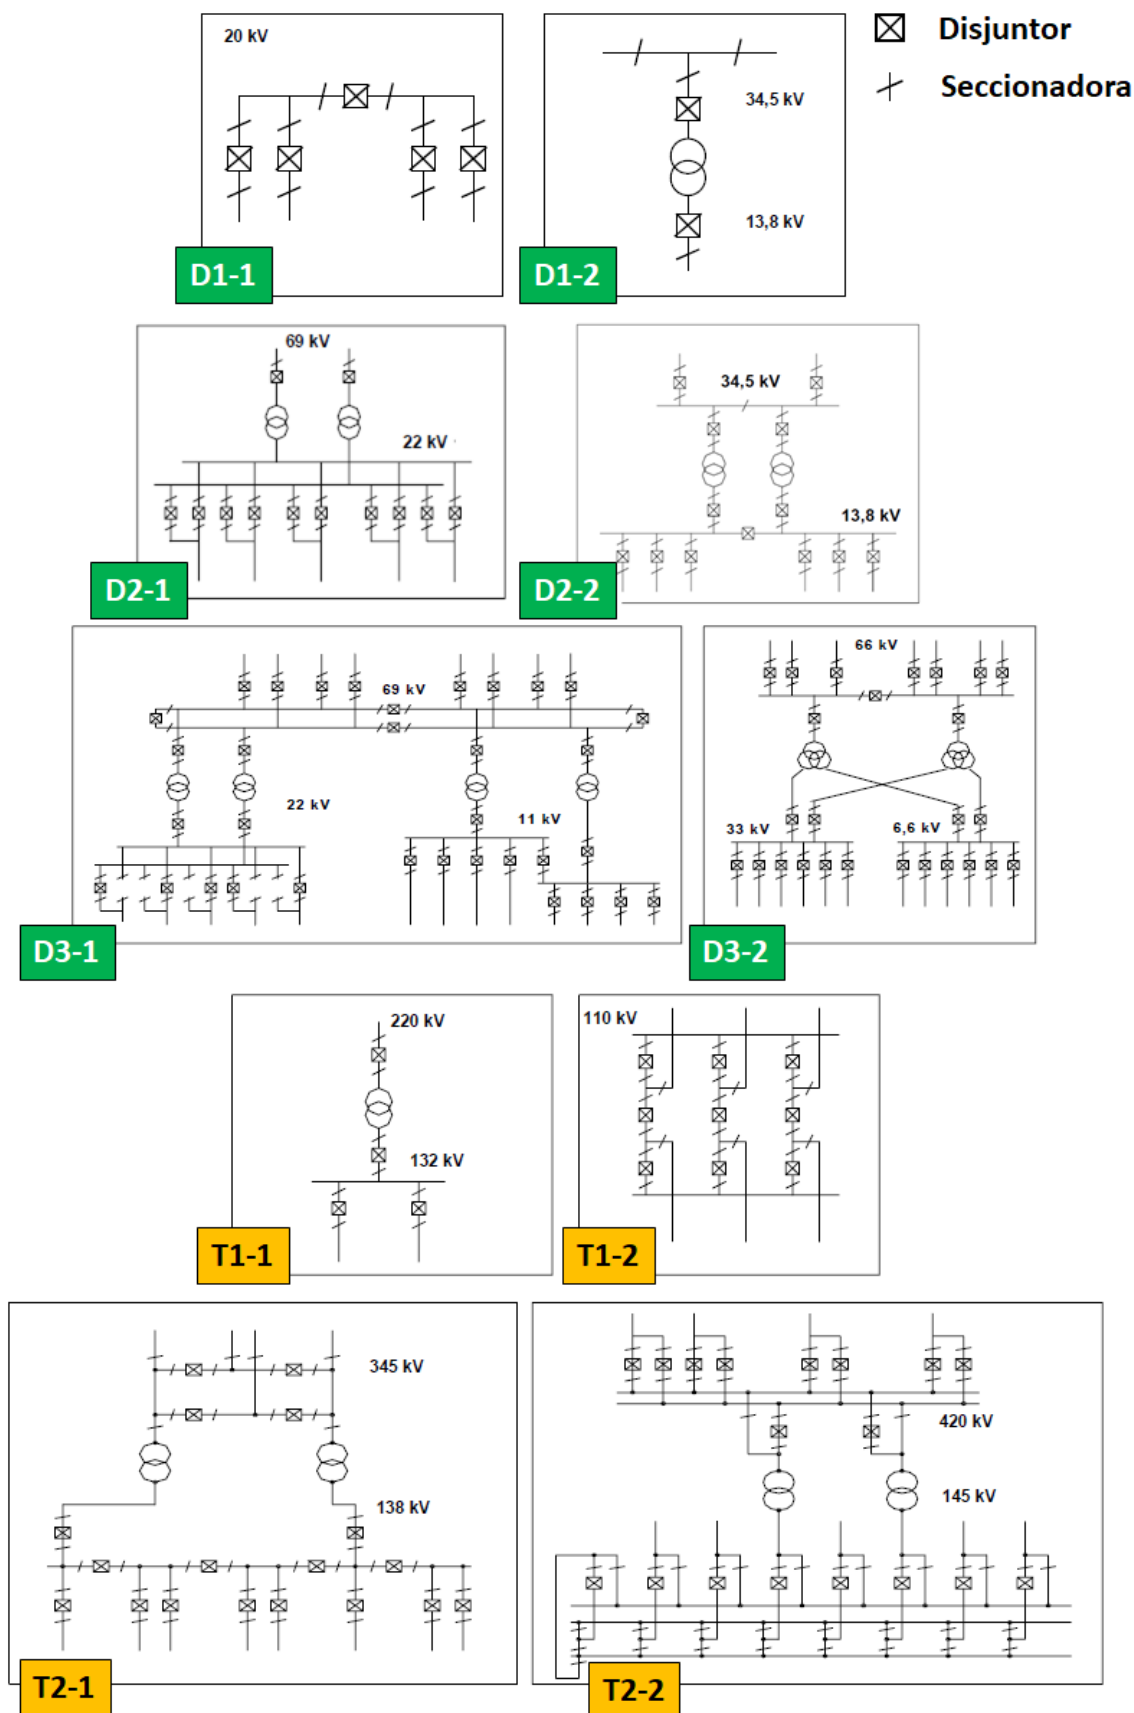 20 kV
Disjuntor
Seccionadora
34,5 kV
13,8 kV
D1-1
D1-2
69 kV
22 kV
34,5 kV
13,8 kV
D2-1
D2-2
69 kV
22 kV
11 kV
66 kV
33 kV
6,6 kV
D3-1
D3-2
220 kV
132 kV
110 kV
T1-1
T1-2
345 kV
138 kV
420 kV
145 kV
T2-1
T2-2